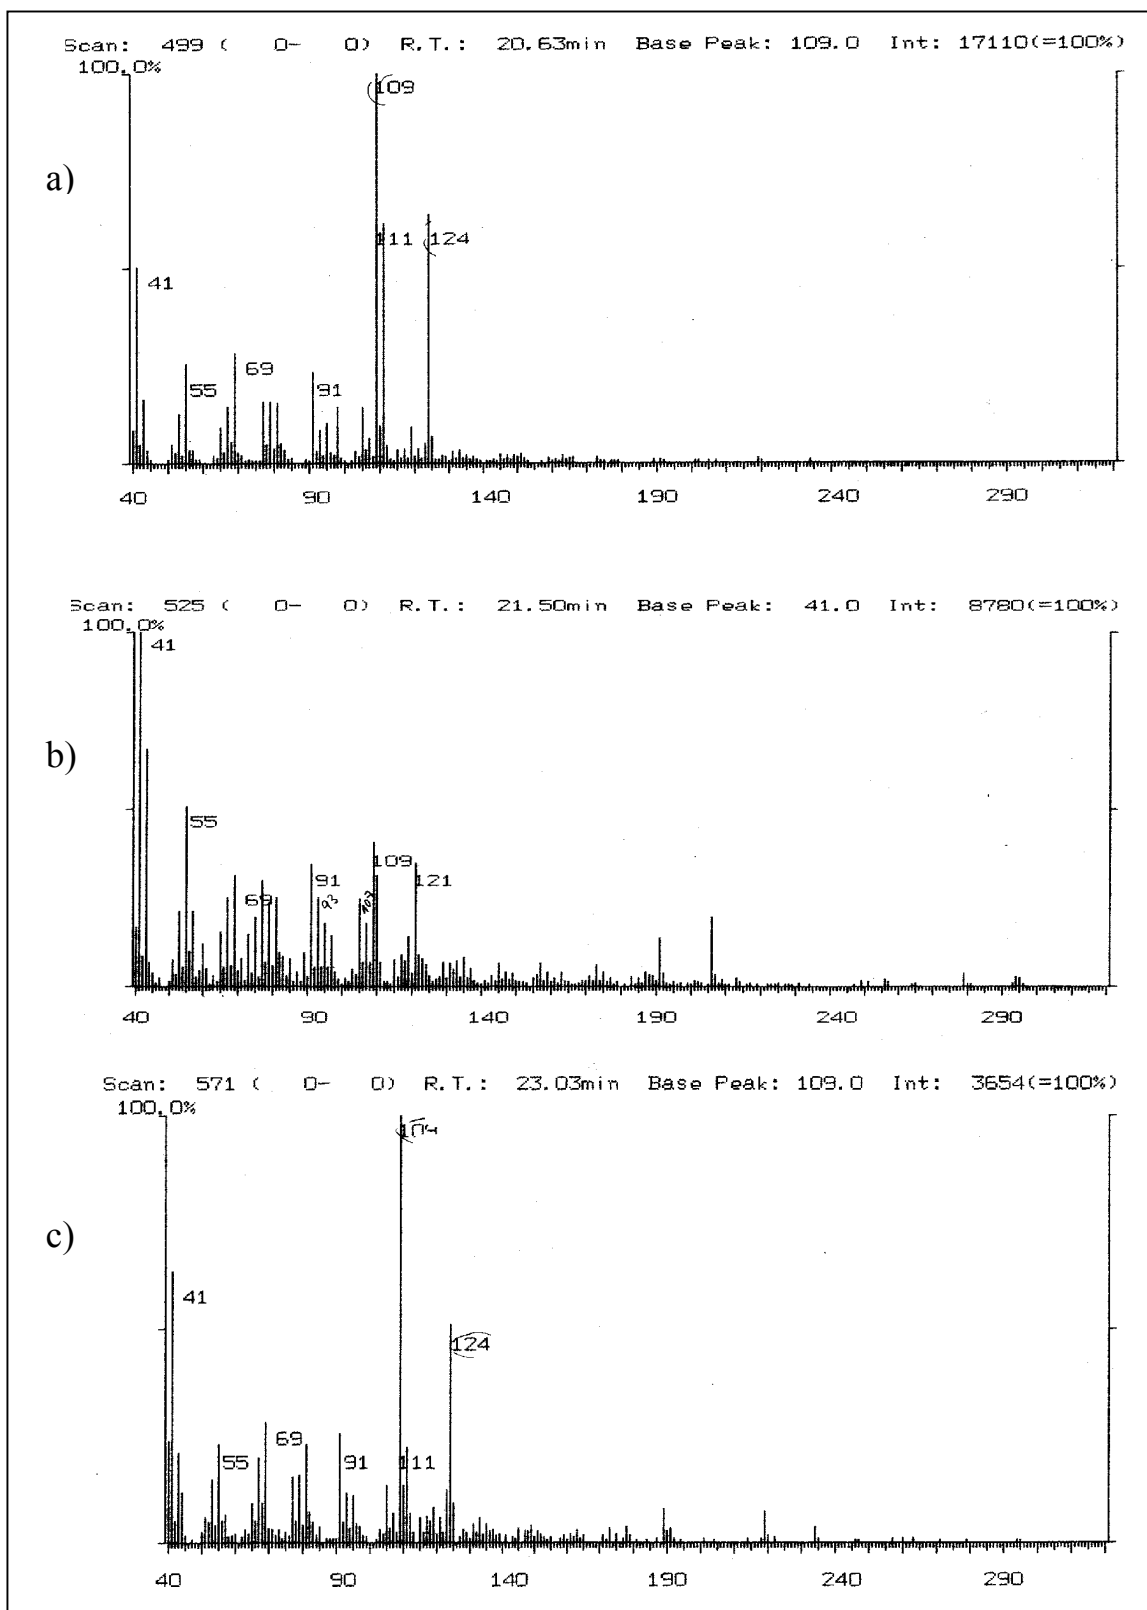 Scan: 499 ( 0- 0) R.T.: 20.63min Base Peak: 109.0 Int: 17110(=100%)
100.0%
109
a)
111 124
41
69
55 91
40 90 140 190 240 290
Scan: 525 ( 0- 0) R.T.: 21.50min Base Peak: 41.0 Int: 8780(=100%)
100.0%
41
b)
55
109
91 121
69 93
40 90 140 190 240 290
Scan: 571 ( 0- 0) R.T.: 23.03min Base Peak: 109.0 Int: 3654(=100%)
100.0%
109
c)
41
124
69
55 91 111
40 90 140 190 240 290